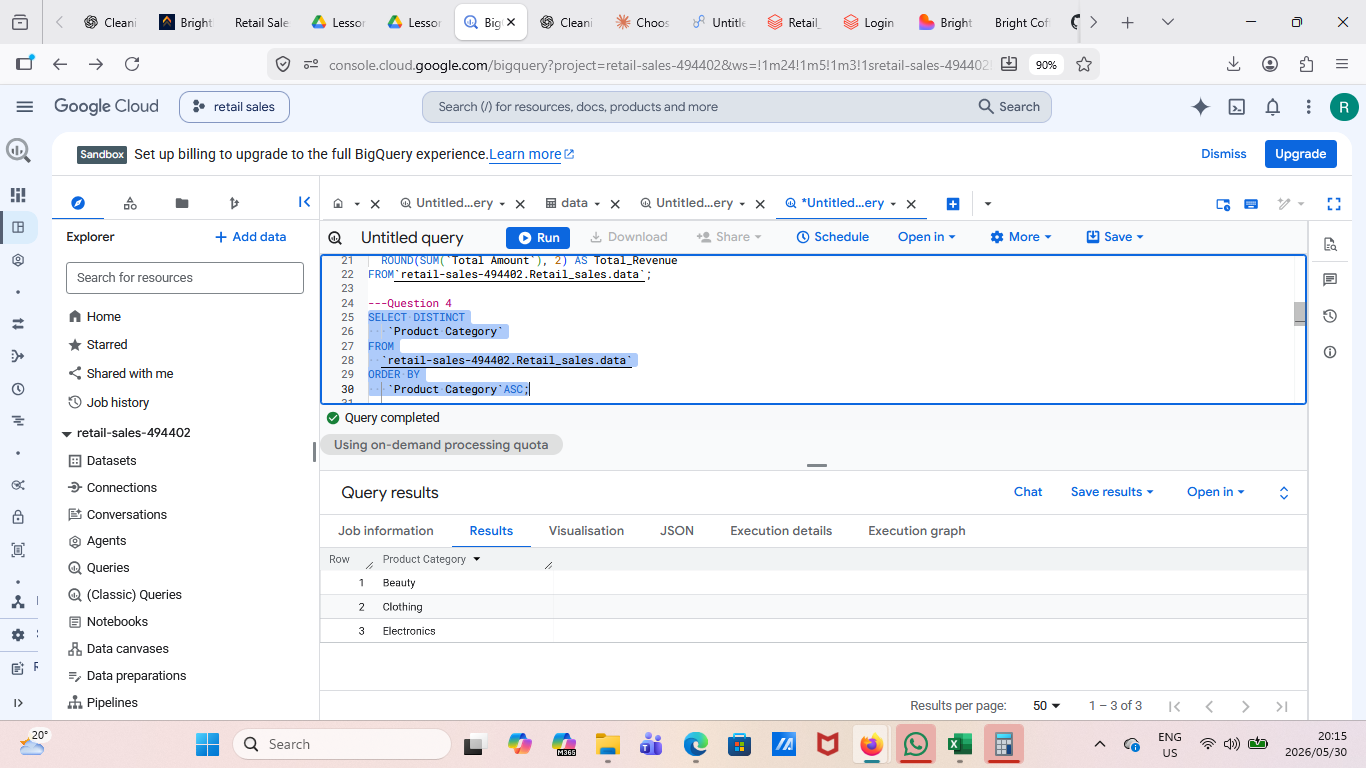 Cleani
Bright
Retail Sale
Lesson
Lesson
Big
Cleani
Choos
Untitle
Retail_
Login
Bright
Bright Cof
console.cloud.google.com/bigquery?project=retail-sales-494402&ws=!1m24!1m5!1m3!1sretail-sales-494402!
90%
Google Cloud
retail sales
Search (/) for resources, docs, products and more
Search
R
Sandbox Set up billing to upgrade to the full BigQuery experience. Learn more
Dismiss
Upgrade
Untitled...ery
data
Untitled...ery
*Untitled...ery
Explorer
+ Add data
Untitled query
Run
Download
Share
Schedule
Open in
More
Save
Search for resources
Home
Starred
Shared with me
Job history
retail-sales-494402
Datasets
Connections
Conversations
Agents
Queries
(Classic) Queries
Notebooks
Data canvases
Data preparations
Pipelines
21 ROUND(SUM(`Total Amount`), 2) AS Total_Revenue
22 FROM`retail-sales-494402.Retail_sales.data`;
23
24 ---Question 4
25 SELECT DISTINCT
26 `Product Category`
27 FROM
28 `retail-sales-494402.Retail_sales.data`
29 ORDER BY
30 `Product Category`ASC;
31
Query completed
Using on-demand processing quota
Query results
Chat
Save results
Open in
Job information
Results
Visualisation
JSON
Execution details
Execution graph
Row Product Category
1 Beauty
2 Clothing
3 Electronics
Results per page: 50 1 – 3 of 3
20°
Search
M365
ENG
US
20:15
2026/05/30